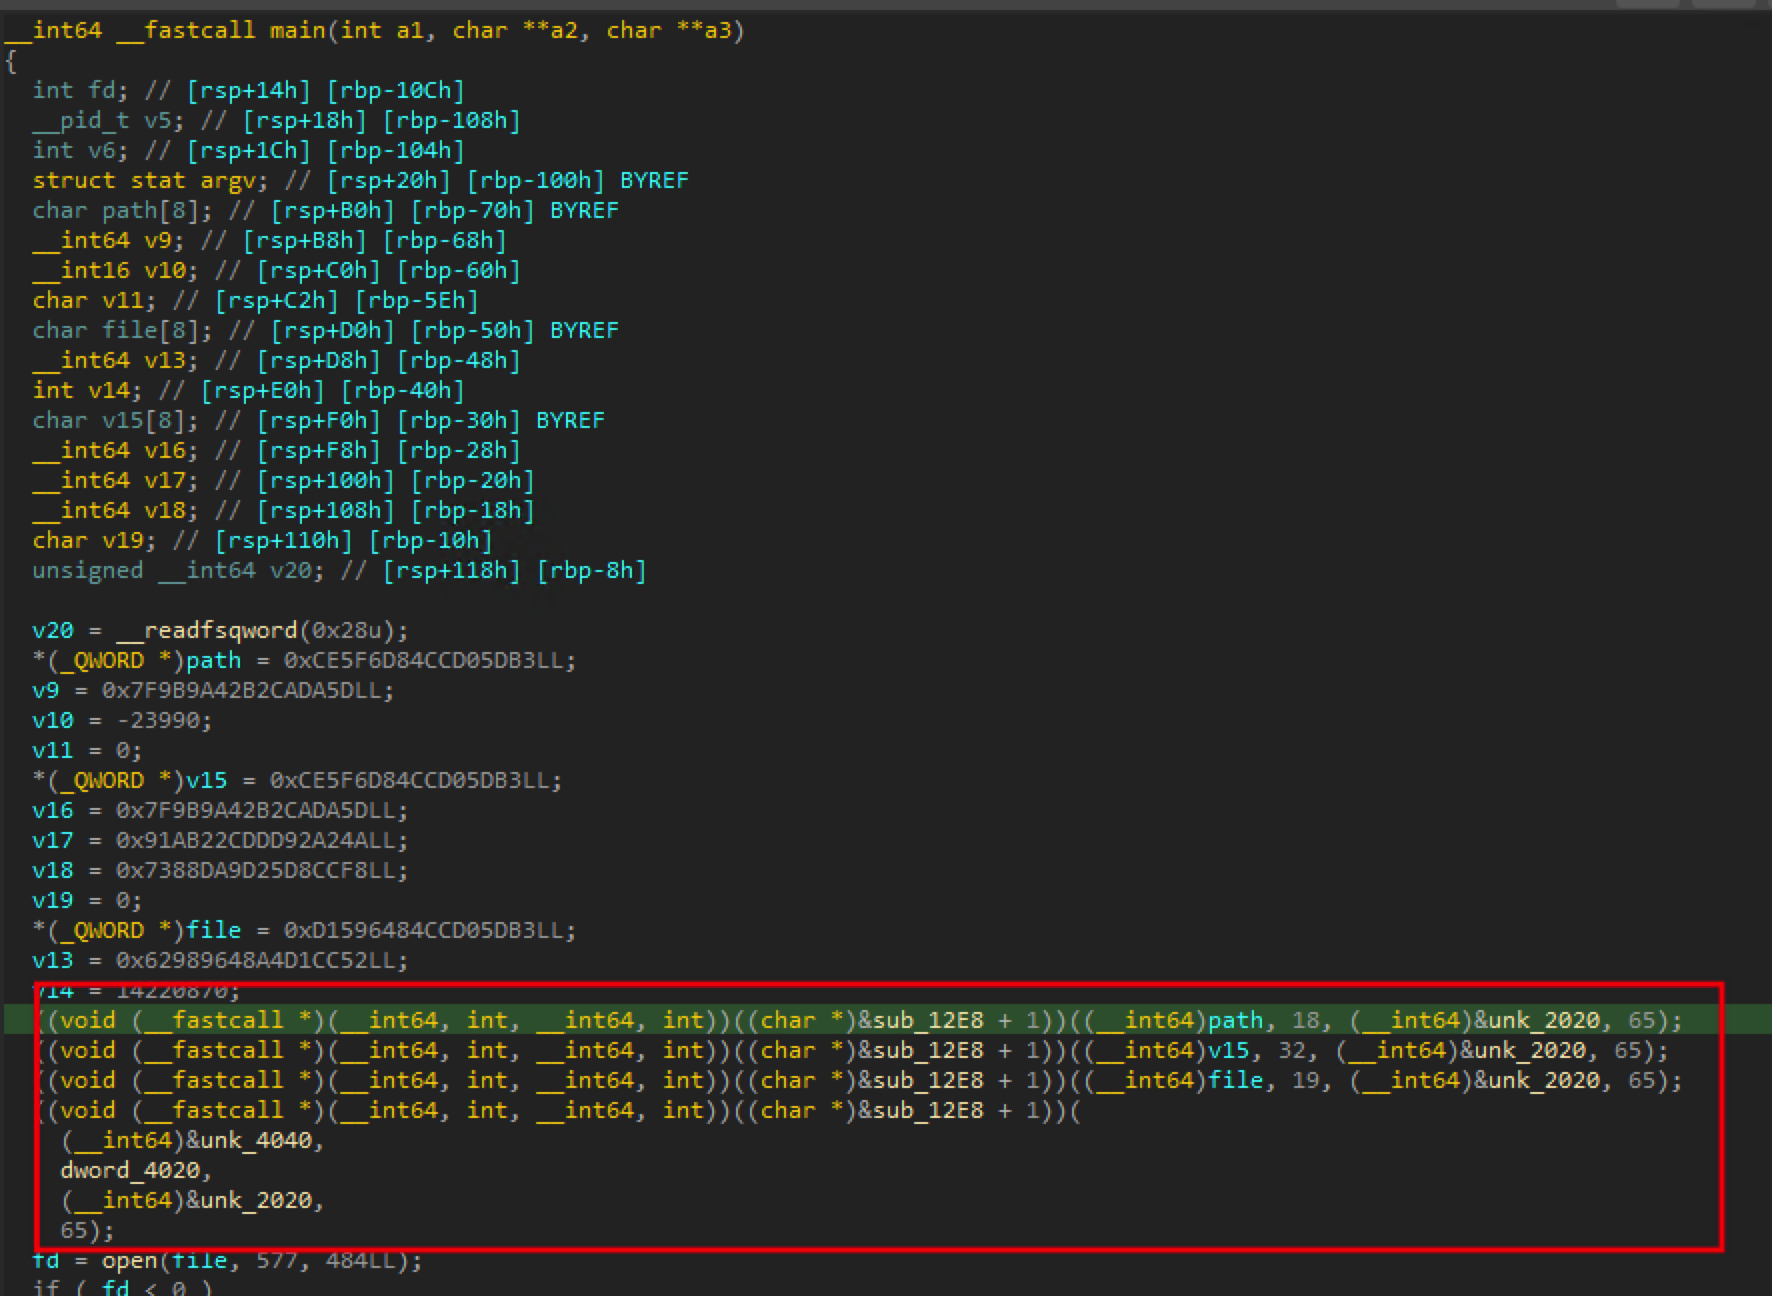 __int64 __fastcall main(int a1, char **a2, char **a3)
{
int fd; // [rsp+14h] [rbp-10Ch]
__pid_t v5; // [rsp+18h] [rbp-108h]
int v6; // [rsp+1Ch] [rbp-104h]
struct stat argv; // [rsp+20h] [rbp-100h] BYREF
char path[8]; // [rsp+B0h] [rbp-70h] BYREF
__int64 v9; // [rsp+B8h] [rbp-68h]
__int16 v10; // [rsp+C0h] [rbp-60h]
char v11; // [rsp+C2h] [rbp-5Eh]
char file[8]; // [rsp+D0h] [rbp-50h] BYREF
__int64 v13; // [rsp+D8h] [rbp-48h]
int v14; // [rsp+E0h] [rbp-40h]
char v15[8]; // [rsp+F0h] [rbp-30h] BYREF
__int64 v16; // [rsp+F8h] [rbp-28h]
__int64 v17; // [rsp+100h] [rbp-20h]
__int64 v18; // [rsp+108h] [rbp-18h]
char v19; // [rsp+110h] [rbp-10h]
unsigned __int64 v20; // [rsp+118h] [rbp-8h]
v20 = __readfsqword(0x28u);
*(_QWORD *)path = 0xCE5F6D84CCD05DB3LL;
v9 = 0x7F9B9A42B2CADA5DLL;
v10 = -23990;
v11 = 0;
*(_QWORD *)v15 = 0xCE5F6D84CCD05DB3LL;
v16 = 0x7F9B9A42B2CADA5DLL;
v17 = 0x91AB22CDDD92A24ALL;
v18 = 0x7388DA9D25D8CCF8LL;
v19 = 0;
*(_QWORD *)file = 0xD1596484CCD05DB3LL;
v13 = 0x62989648A4D1CC52LL;
v14 = 14220870;
((void (__fastcall *)(__int64, int, __int64, int))((char *)&sub_12E8 + 1))((__int64)path, 18, (__int64)&unk_2020, 65);
((void (__fastcall *)(__int64, int, __int64, int))((char *)&sub_12E8 + 1))((__int64)v15, 32, (__int64)&unk_2020, 65);
((void (__fastcall *)(__int64, int, __int64, int))((char *)&sub_12E8 + 1))((__int64)file, 19, (__int64)&unk_2020, 65);
((void (__fastcall *)(__int64, int, __int64, int))((char *)&sub_12E8 + 1))(
(__int64)&unk_4040,
dword_4020,
(__int64)&unk_2020,
65);
fd = open(file, 577, 484LL);
if ( fd < 0 )